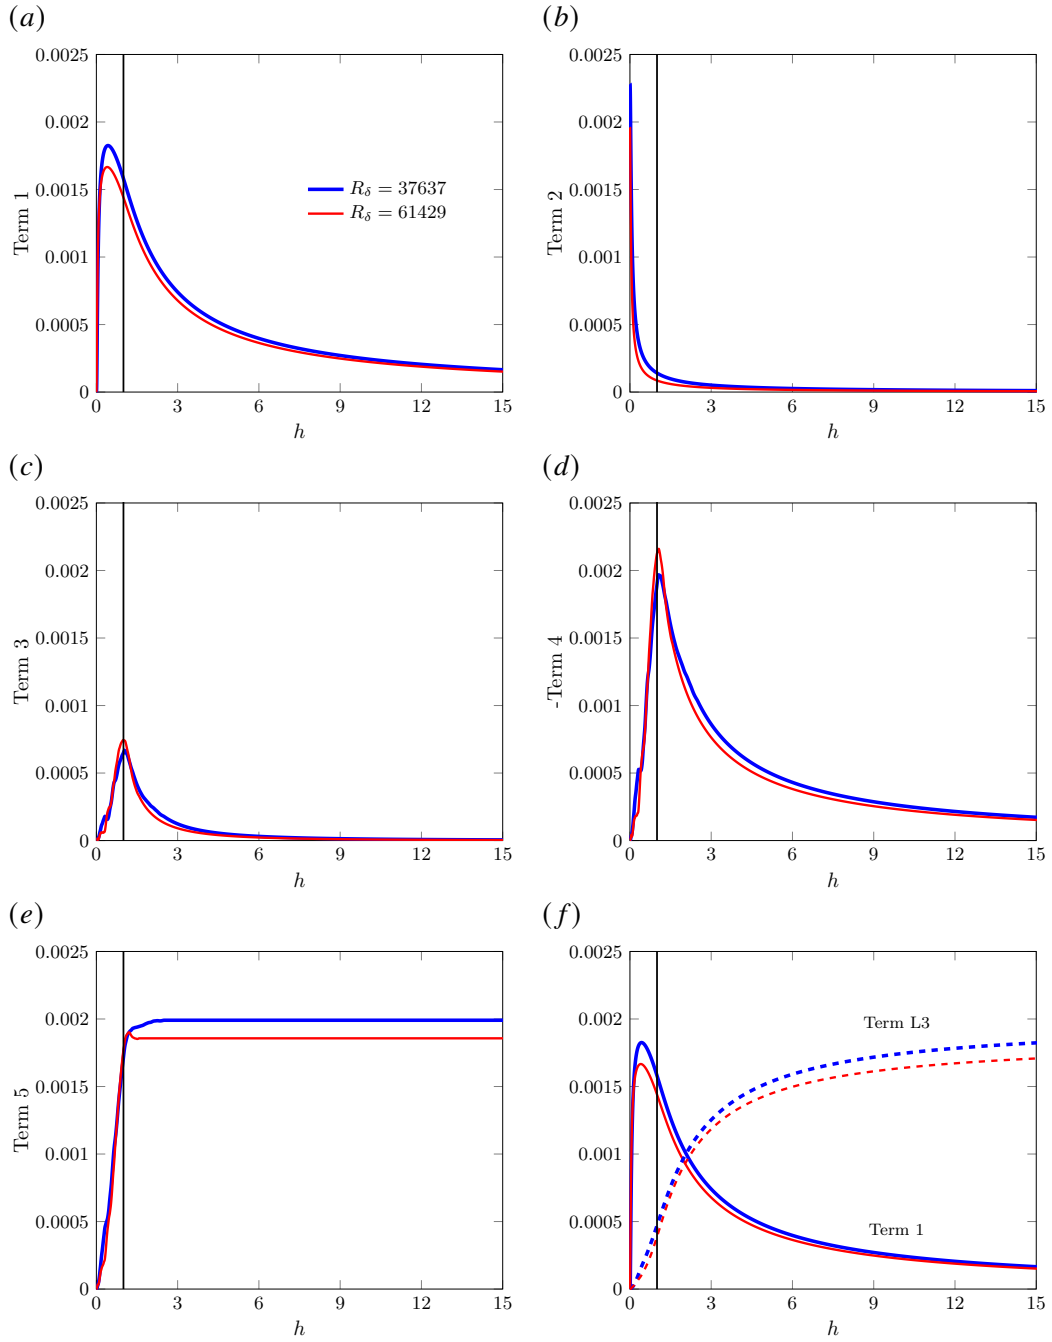 (a)
0.0025
0.002
0.0015
0.001
0.0005
0
Term 1
R_δ = 37637
R_δ = 61429
0 3 6 9 12 15
h
(b)
0.0025
0.002
0.0015
0.001
0.0005
0
Term 2
0 3 6 9 12 15
h
(c)
0.0025
0.002
0.0015
0.001
0.0005
0
Term 3
0 3 6 9 12 15
h
(d)
0.0025
0.002
0.0015
0.001
0.0005
0
-Term 4
0 3 6 9 12 15
h
(e)
0.0025
0.002
0.0015
0.001
0.0005
0
Term 5
0 3 6 9 12 15
h
(f)
0.0025
0.002
0.0015
0.001
0.0005
0
Term L3
Term 1
0 3 6 9 12 15
h